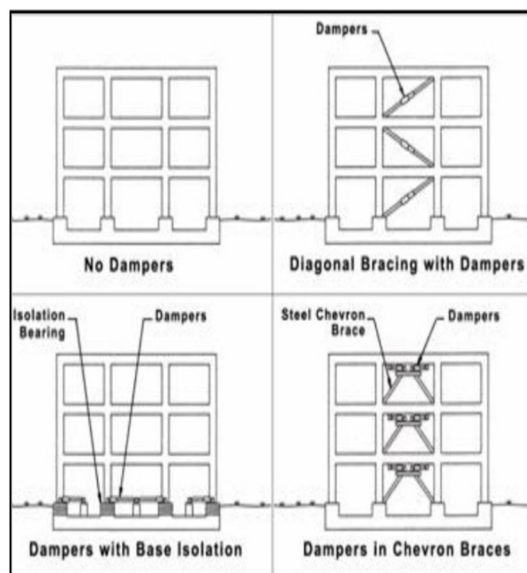 No Dampers
Dampers
Diagonal Bracing with Dampers
Isolation
Bearing
Dampers
Dampers with Base Isolation
Steel Chevron
Brace
Dampers
Dampers in Chevron Braces